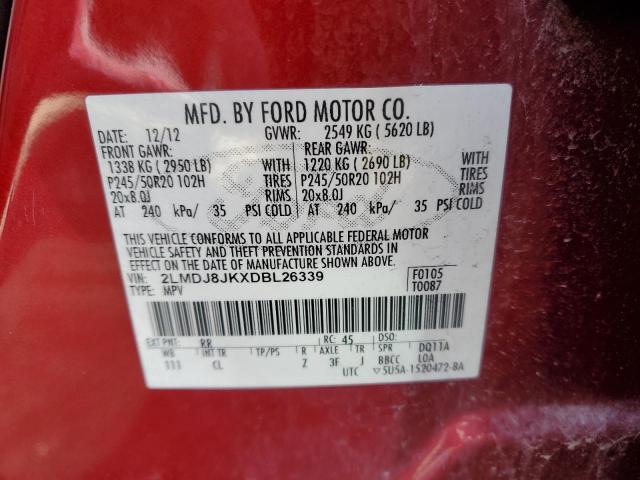 MFD. BY FORD MOTOR CO.
DATE: 12/12 GVWR: 2549 KG ( 5620 LB)
FRONT GAWR: REAR GAWR:
1338 KG ( 2950 LB) WITH 1220 KG ( 2690 LB) WITH
P245/50R20 102H TIRES P245/50R20 102H TIRES
20x8.0J RIMS 20x8.0J RIMS
AT 240 kPa/ 35 PSI COLD AT 240 kPa/ 35 PSI COLD
THIS VEHICLE CONFORMS TO ALL APPLICABLE FEDERAL MOTOR
VEHICLE SAFETY AND THEFT PREVENTION STANDARDS IN
EFFECT ON THE DATE OF MANUFACTURE SHOWN ABOVE.
VIN: 2LMDJ8JKXDBL26339 F0105
TYPE: MPV T0087
EXT PNT: RR RC: 45 DSO:
WB INT TR TP/PS R AXLE TR SPR DQ11A
111 CL Z 3F J BBCC LOA
UTC ▽5U5A-1520472-BA